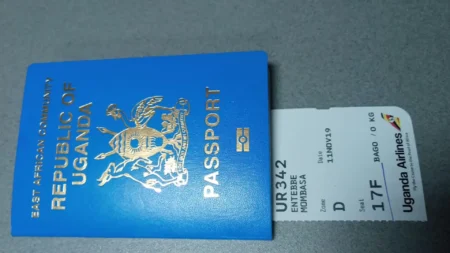 EAST AFRICAN COMMUNITY
REPUBLIC OF
UGANDA
PASSPORT
UR342
ENTEBBE
MOMBASA
Zone
Date
D
11NOV19
Seat
17F
BAG0 /0 KG
Uganda Airlines